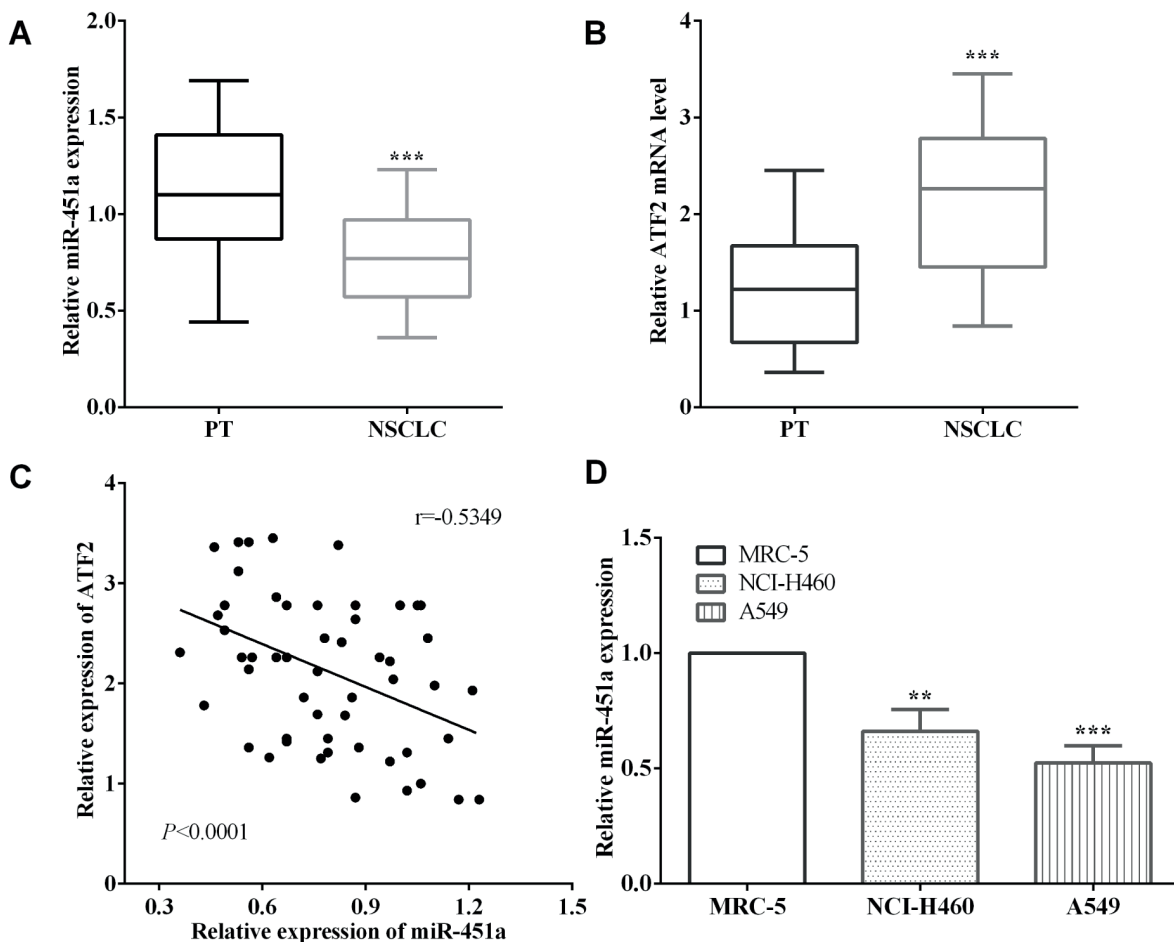 A
Relative miR-451a expression
2.0
1.5
1.0
0.5
0.0
***
PT
NSCLC
B
Relative ATF2 mRNA level
4
3
2
1
0
***
PT
NSCLC
C
Relative expression of ATF2
4
3
2
1
0
r=-0.5349
P<0.0001
0.3
0.6
0.9
1.2
1.5
Relative expression of miR-451a
D
Relative miR-451a expression
1.5
1.0
0.5
0.0
MRC-5
NCI-H460
A549
**
***
MRC-5
NCI-H460
A549